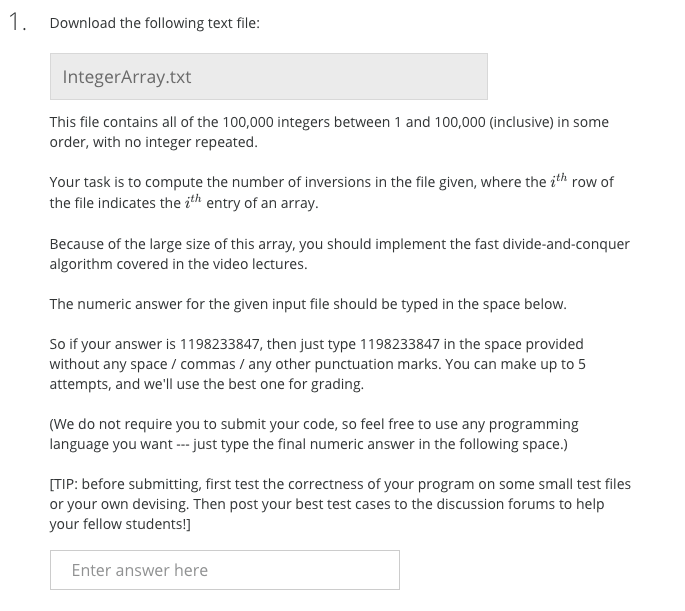 1. Download the following text file:
IntegerArray.txt
This file contains all of the 100,000 integers between 1 and 100,000 (inclusive) in some
order, with no integer repeated.
Your task is to compute the number of inversions in the file given, where the i^th row of
the file indicates the i^th entry of an array.
Because of the large size of this array, you should implement the fast divide-and-conquer
algorithm covered in the video lectures.
The numeric answer for the given input file should be typed in the space below.
So if your answer is 1198233847, then just type 1198233847 in the space provided
without any space / commas / any other punctuation marks. You can make up to 5
attempts, and we'll use the best one for grading.
(We do not require you to submit your code, so feel free to use any programming
language you want --- just type the final numeric answer in the following space.)
[TIP: before submitting, first test the correctness of your program on some small test files
or your own devising. Then post your best test cases to the discussion forums to help
your fellow students!]
Enter answer here